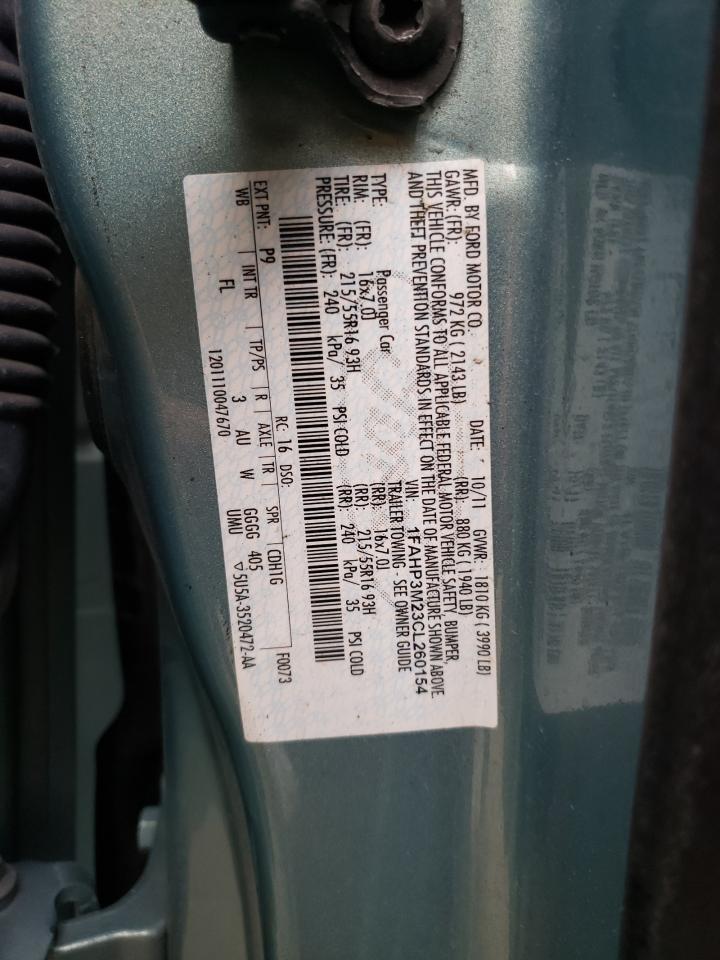 MFD. BY FORD MOTOR CO.
DATE: 10/11 GVWR: 1810 KG ( 3990 LB)
GAWR: (FR): 972 KG ( 2143 LB) (RR): 880 KG ( 1940 LB)
THIS VEHICLE CONFORMS TO ALL APPLICABLE FEDERAL MOTOR VEHICLE SAFETY, BUMPER,
AND THEFT PREVENTION STANDARDS IN EFFECT ON THE DATE OF MANUFACTURE SHOWN ABOVE.
VIN: 1FAHP3M23CL260154
TYPE: Passenger Car TRAILER TOWING - SEE OWNER GUIDE
RIM: (FR): 16x7.0J (RR): 16x7.0J
TIRE: (FR): 215/55R16 93H (RR): 215/55R16 93H
PRESSURE: (FR): 240 kPa/ 35 PSI COLD (RR): 240 kPa/ 35 PSI COLD
RC: 16 DSO: F0073
EXT PNT: P9 INT TR TP/PS R AXLE TR SPR CDH1G
WB FL 3 AU W GGGG 405
1201110047670 UMU ▽5U5A-3520472-AA